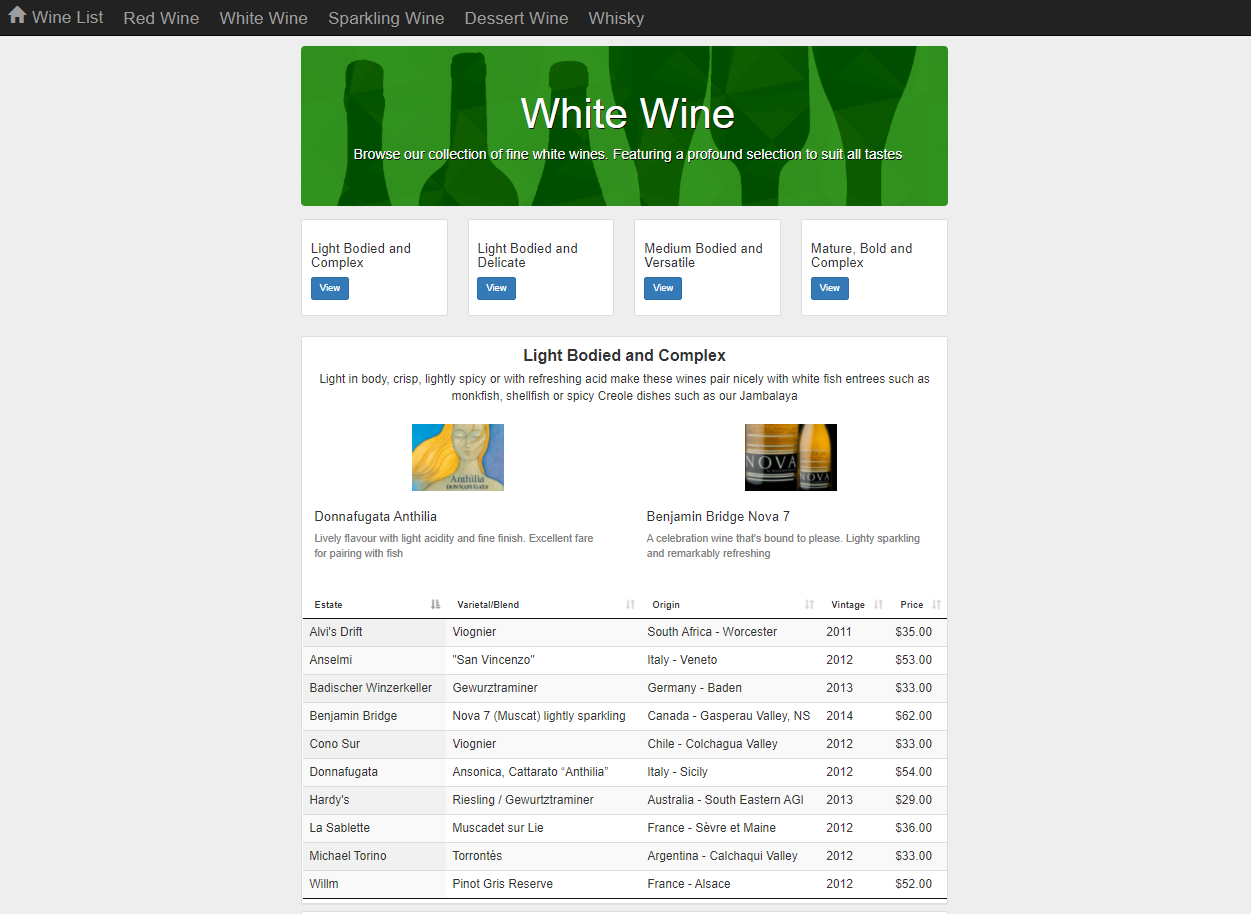 Wine List Red Wine White Wine Sparkling Wine Dessert Wine Whisky
White Wine
Browse our collection of fine white wines. Featuring a profound selection to suit all tastes
Light Bodied and
Complex
View
Light Bodied and
Delicate
View
Medium Bodied and
Versatile
View
Mature, Bold and
Complex
View
Light Bodied and Complex
Light in body, crisp, lightly spicy or with refreshing acid make these wines pair nicely with white fish entrees such as
monkfish, shellfish or spicy Creole dishes such as our Jambalaya
Anthìlia
DONNAFUGATA
NOVA
NOVA
Donnafugata Anthilia
Lively flavour with light acidity and fine finish. Excellent fare
for pairing with fish
Benjamin Bridge Nova 7
A celebration wine that's bound to please. Lighty sparkling
and remarkably refreshing
Estate Varietal/Blend Origin Vintage Price
Alvi's Drift Viognier South Africa - Worcester 2011 $35.00
Anselmi "San Vincenzo" Italy - Veneto 2012 $53.00
Badischer Winzerkeller Gewurztraminer Germany - Baden 2013 $33.00
Benjamin Bridge Nova 7 (Muscat) lightly sparkling Canada - Gasperau Valley, NS 2014 $62.00
Cono Sur Viognier Chile - Colchagua Valley 2012 $33.00
Donnafugata Ansonica, Cattarato “Anthilia” Italy - Sicily 2012 $54.00
Hardy's Riesling / Gewurtztraminer Australia - South Eastern AGI 2013 $29.00
La Sablette Muscadet sur Lie France - Sèvre et Maine 2012 $36.00
Michael Torino Torrontés Argentina - Calchaqui Valley 2012 $33.00
Willm Pinot Gris Reserve France - Alsace 2012 $52.00